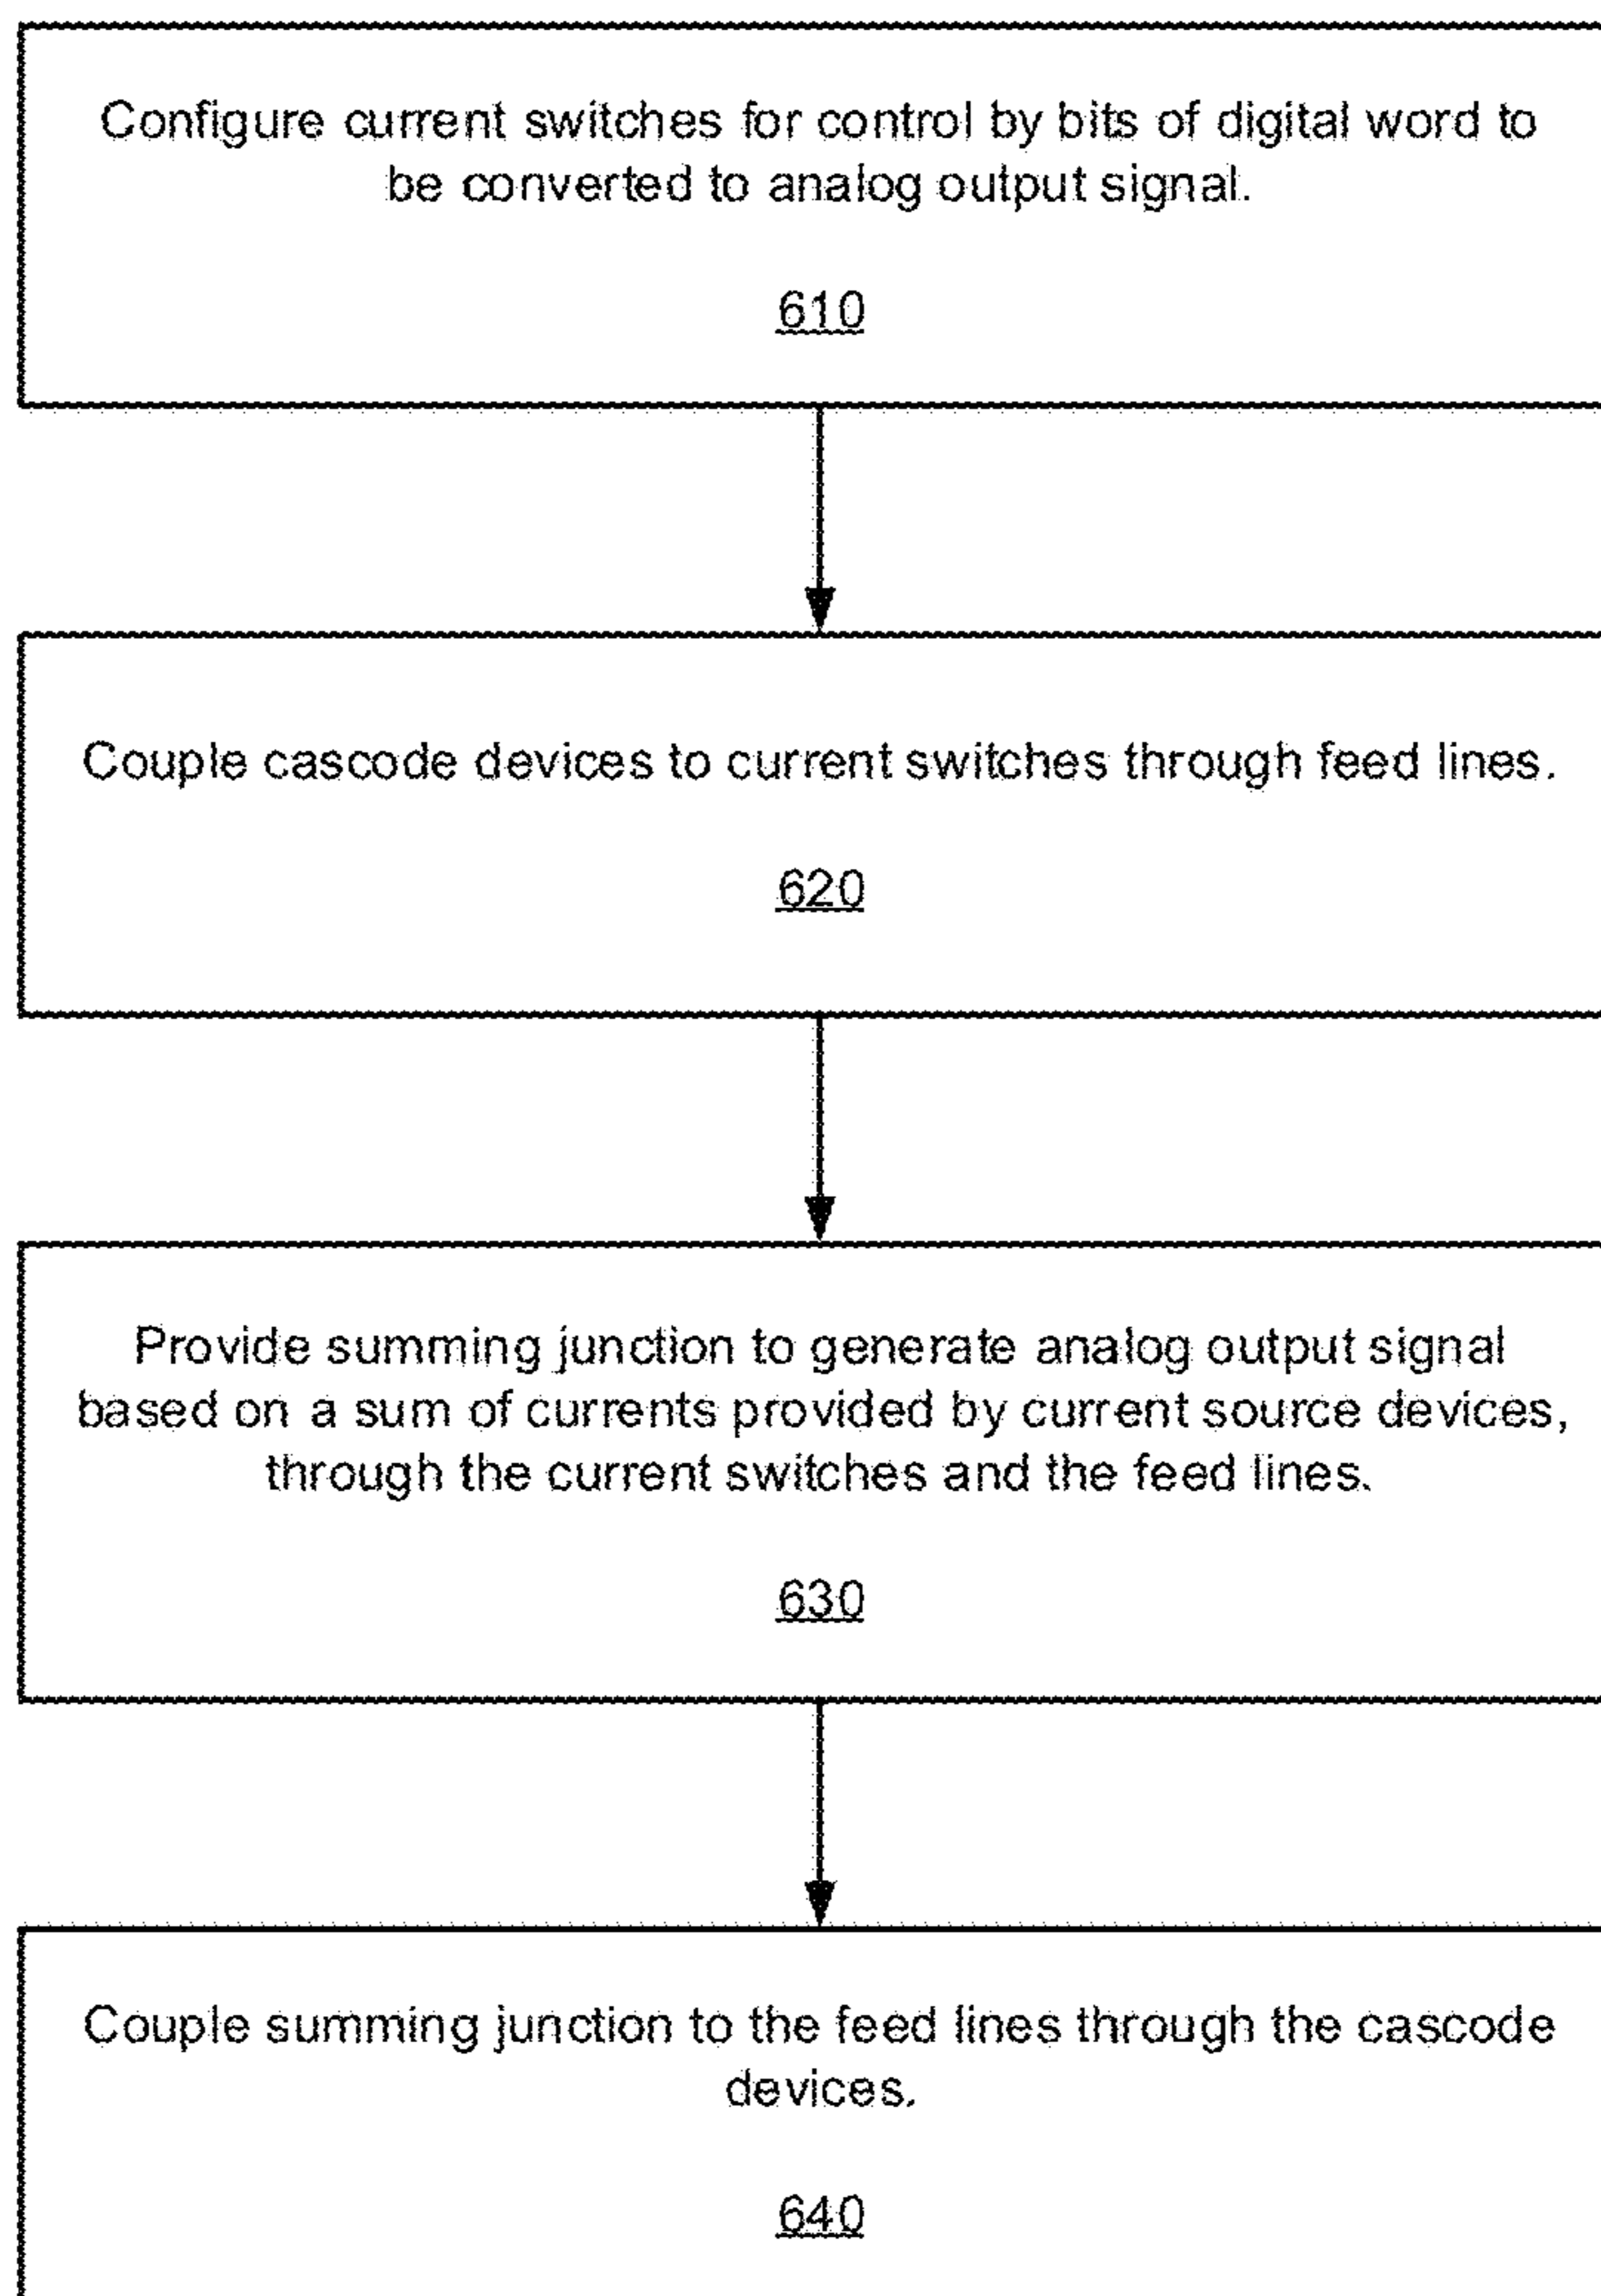 Configure current switches for control by bits of digital word to
be converted to analog output signal.
610
Couple cascode devices to current switches through feed lines.
620
Provide summing junction to generate analog output signal
based on a sum of currents provided by current source devices,
through the current switches and the feed lines.
630
Couple summing junction to the feed lines through the cascode
devices.
640